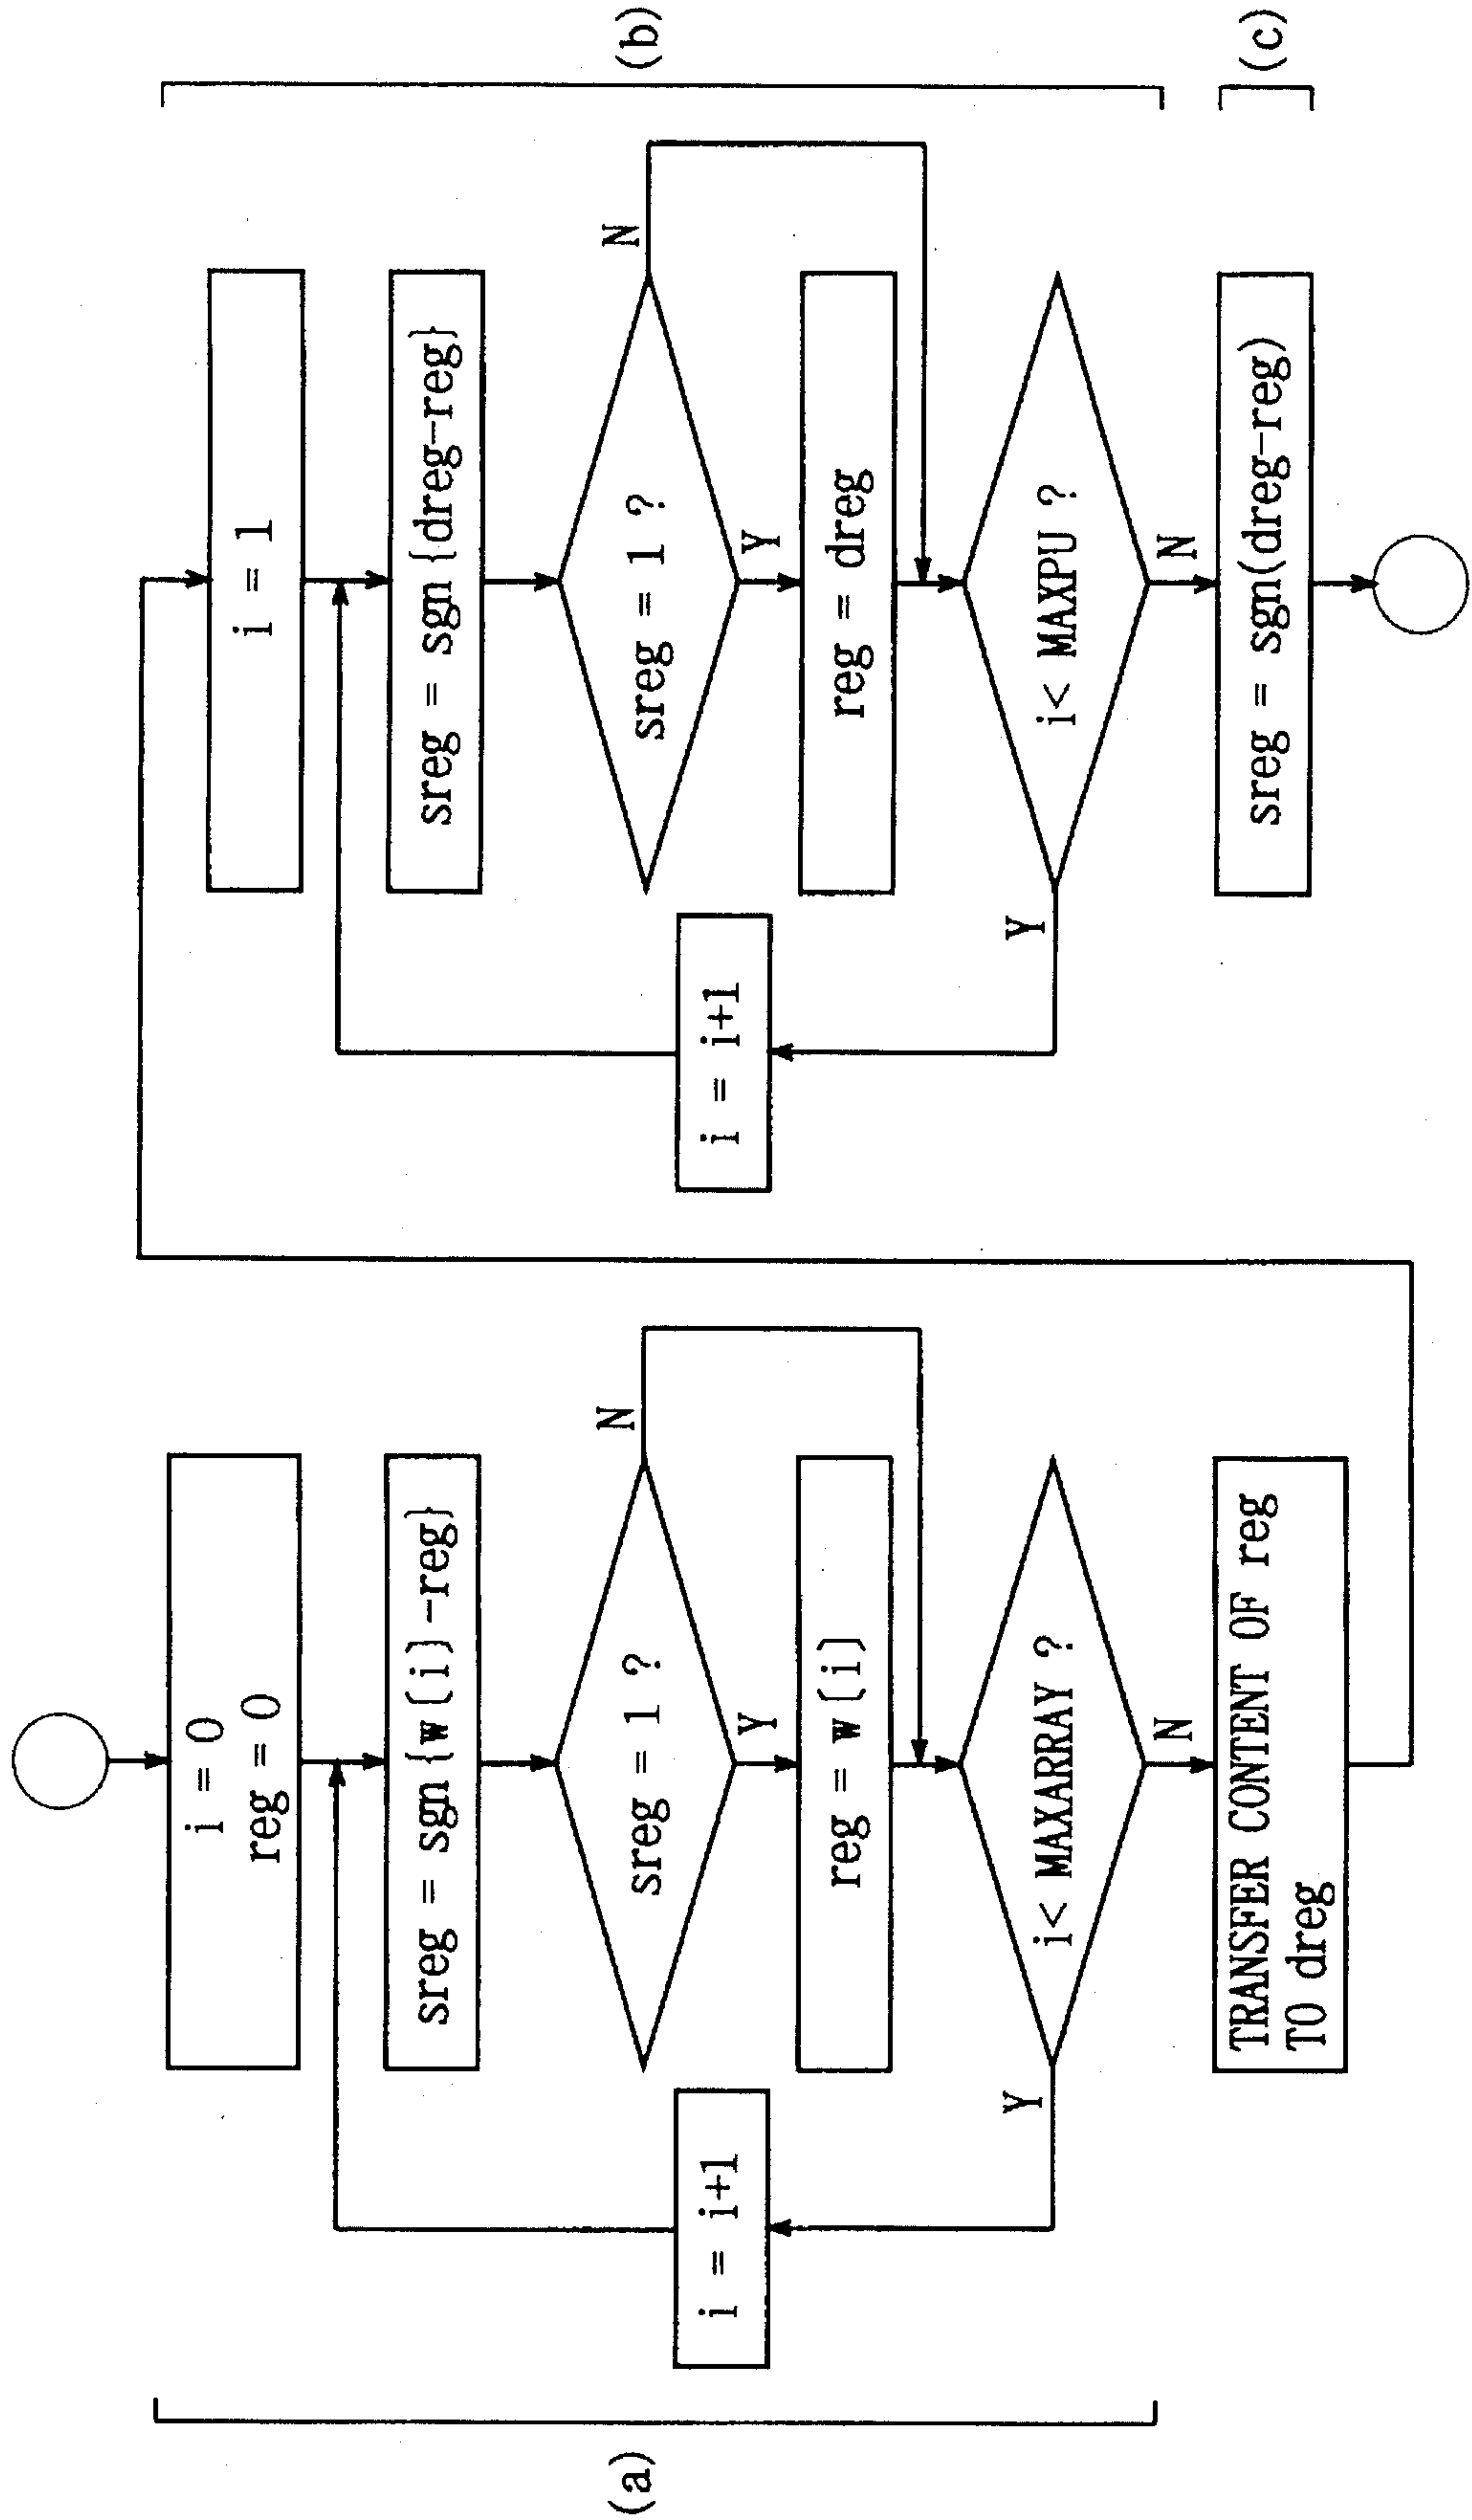 (a)
i = 0
reg = 0
sreg = sgn{w(i)-reg}
sreg = 1 ?
N
Y
reg = w(i)
i = i+1
i< MAXARRAY ?
Y
N
TRANSFER CONTENT OF reg
TO dreg
(b)
i = 1
sreg = sgn{dreg-reg}
sreg = 1 ?
N
Y
reg = dreg
i = i+1
i< MAXPU ?
Y
N
(c)
sreg = sgn(dreg-reg)